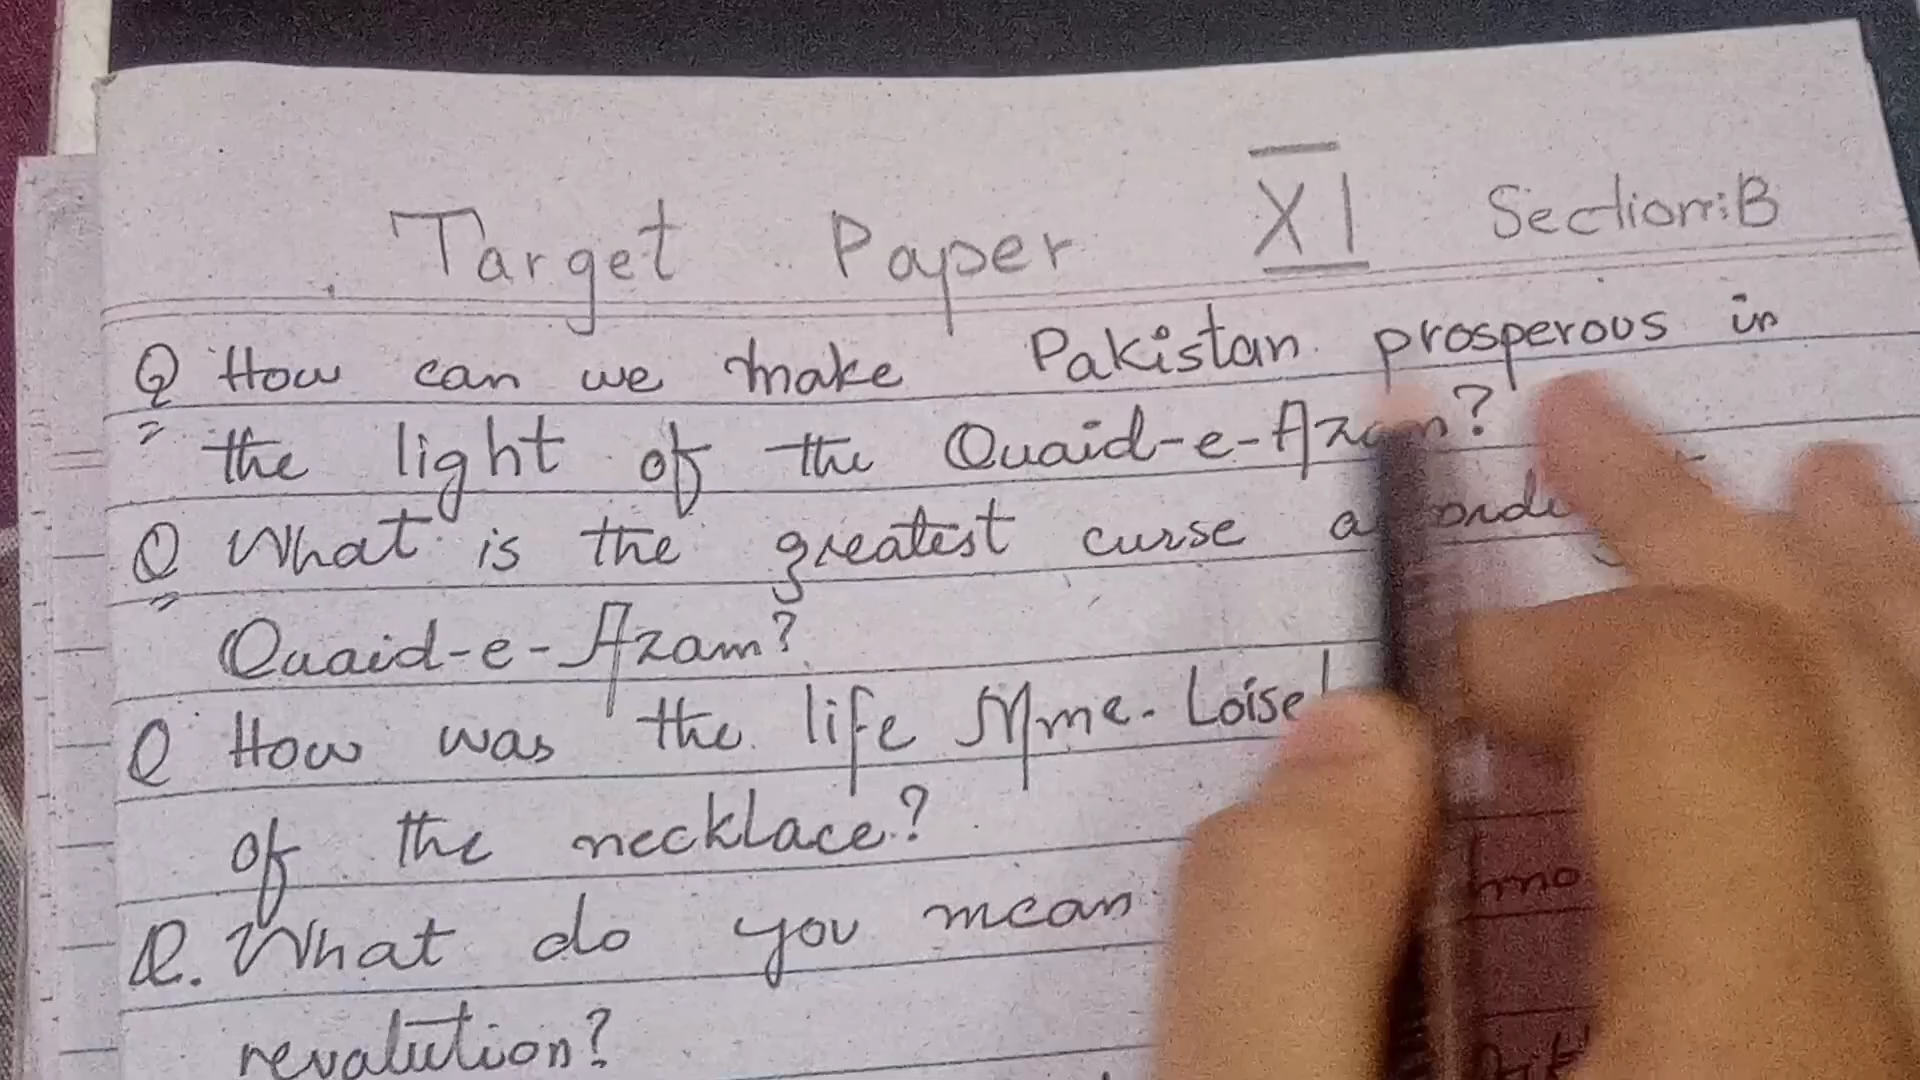 Target Paper XI Section:B
Q How can we make Pakistan prosperous in
the light of the Quaid-e-Azam?
Q What is the greatest curse
Quaid-e-Azam?
Q How was the life Mme. Loisel
of the necklace?
Q. What do you mean
revalution?